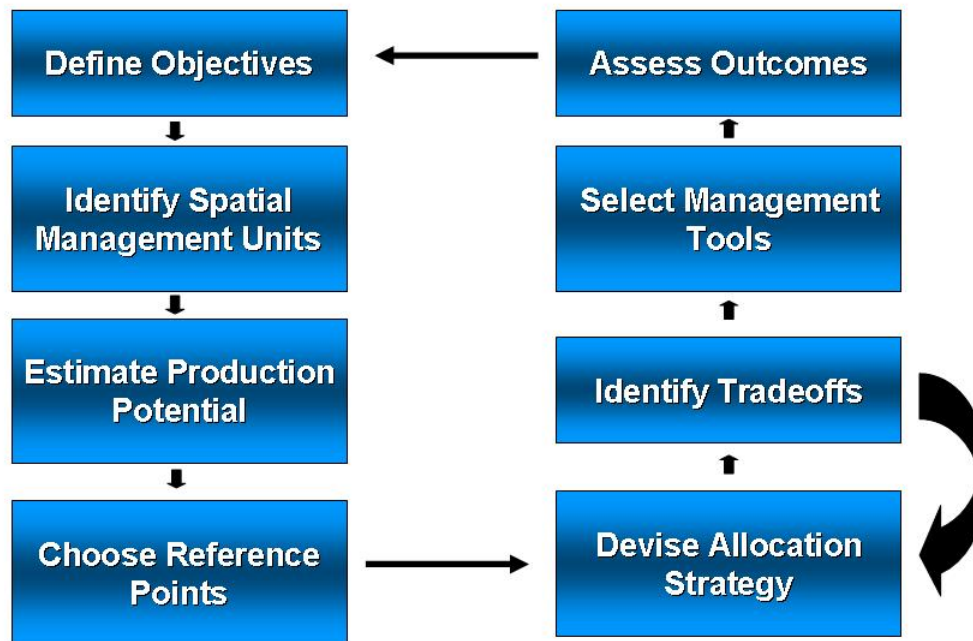 Define Objectives
Identify Spatial
Management Units
Estimate Production
Potential
Choose Reference
Points
Devise Allocation
Strategy
Identify Tradeoffs
Select Management
Tools
Assess Outcomes